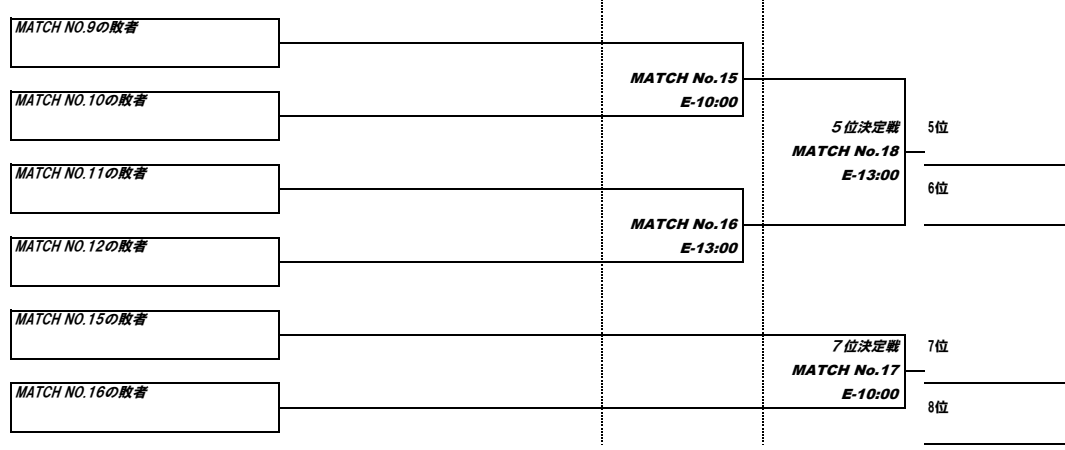 MATCH NO.9の敗者
MATCH No.15
E-10:00
MATCH NO.10の敗者
５位決定戦
MATCH No.18
E-13:00
5位
6位
MATCH NO.11の敗者
MATCH No.16
E-13:00
MATCH NO.12の敗者
MATCH NO.15の敗者
７位決定戦
MATCH No.17
E-10:00
7位
8位
MATCH NO.16の敗者